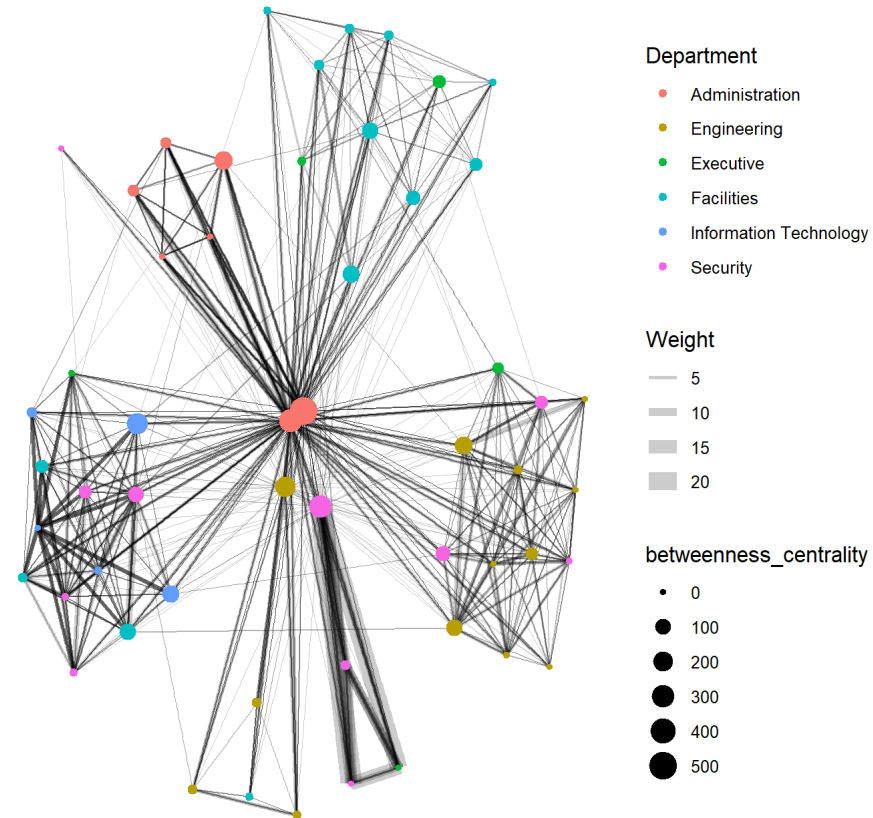 Department
Administration
Engineering
Executive
Facilities
Information Technology
Security
Weight
5
10
15
20
betweenness_centrality
0
100
200
300
400
500